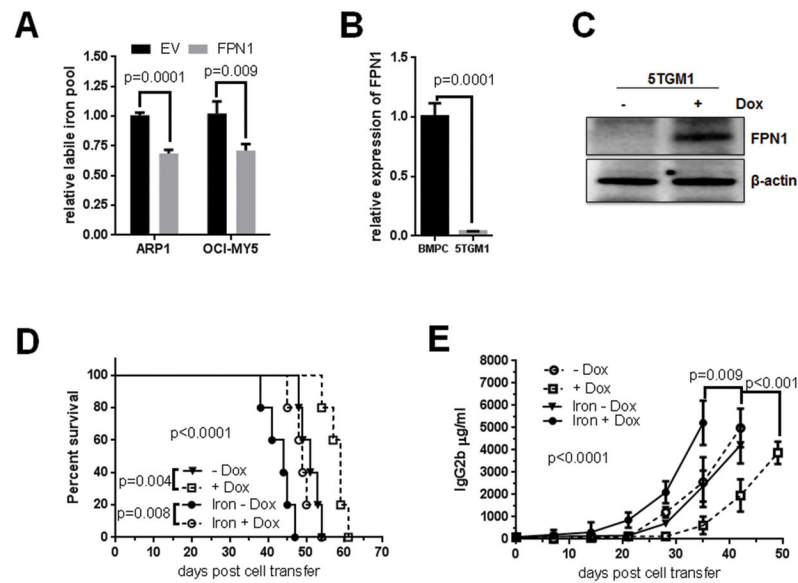 A
EV FPN1
relative labile iron pool
1.50
1.25
1.00
0.75
0.50
0.25
0.00
p=0.0001
p=0.009
ARP1 OCI-MY5
B
relative expression of FPN1
1.5
1.0
0.5
0.0
p=0.0001
BMPC 5TGM1
C
5TGM1
- + Dox
FPN1
β-actin
D
Percent survival
100
80
60
40
20
0
p<0.0001
p=0.004
- Dox
+ Dox
p=0.008
Iron - Dox
Iron + Dox
0 10 20 30 40 50 60 70
days post cell transfer
E
IgG2b µg/ml
8000
7000
6000
5000
4000
3000
2000
1000
0
- Dox
+ Dox
Iron - Dox
Iron + Dox
p=0.009
p<0.001
p<0.0001
0 10 20 30 40 50
days post cell transfer